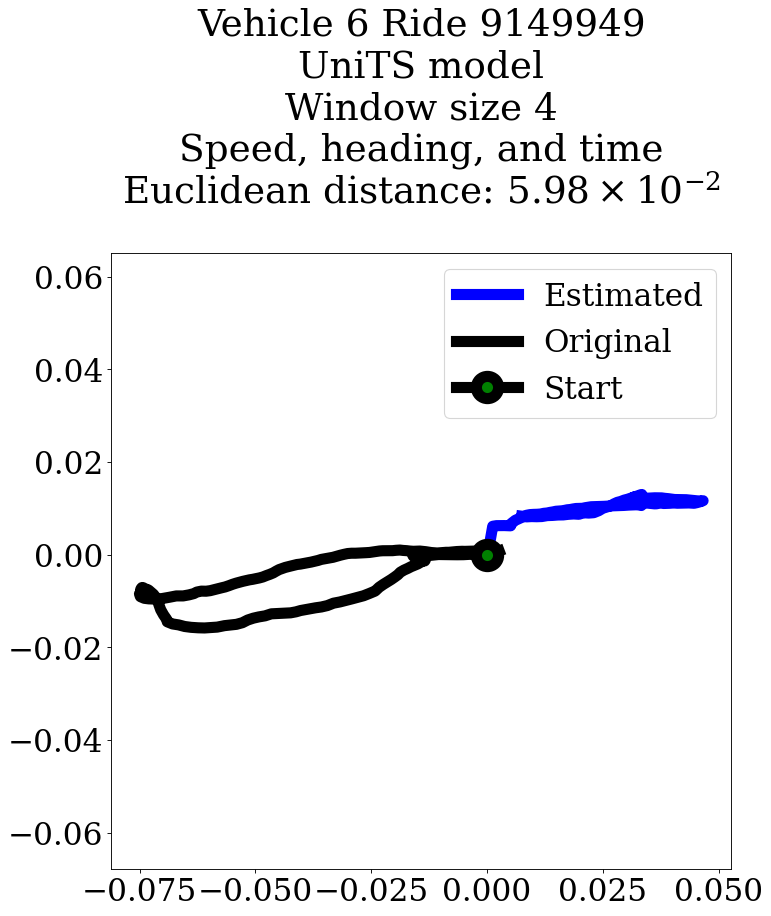 Vehicle 6 Ride 9149949
UniTS model
Window size 4
Speed, heading, and time
Euclidean distance: 5.98 × 10⁻²
Estimated
Original
Start
0.06
0.04
0.02
0.00
−0.02
−0.04
−0.06
−0.075 −0.050 −0.025 0.000 0.025 0.050